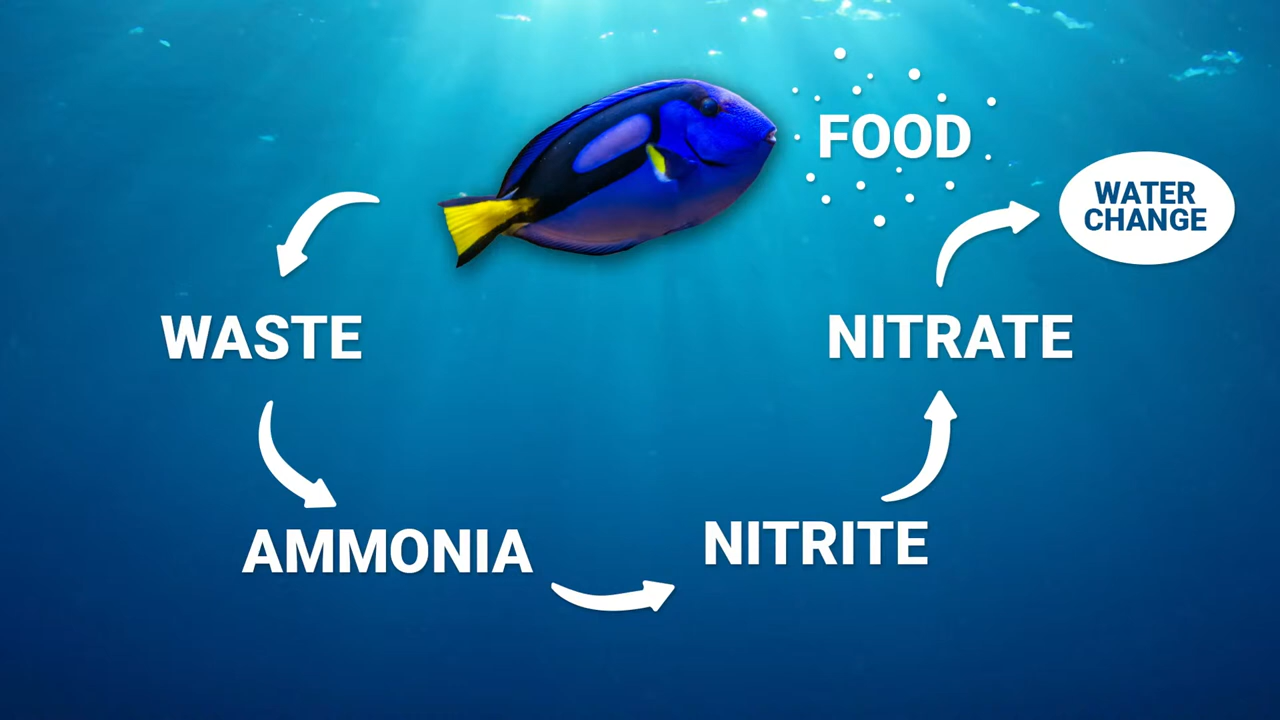 FOOD
WATER
CHANGE
WASTE
NITRATE
AMMONIA
NITRITE